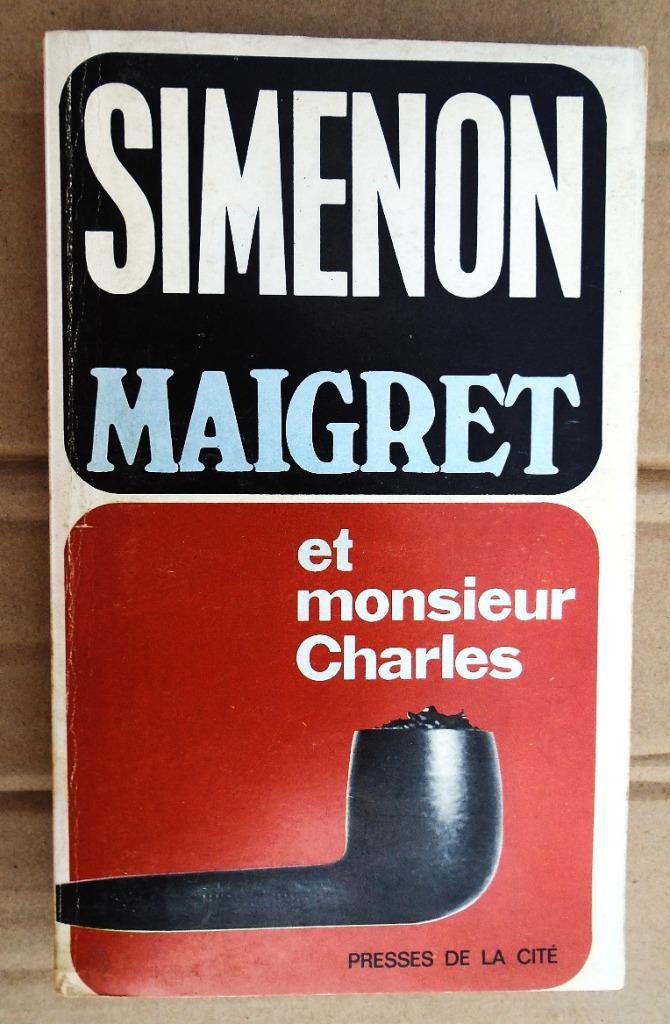 SIMENON
MAIGRET
et
monsieur
Charles
PRESSES DE LA CITÉ